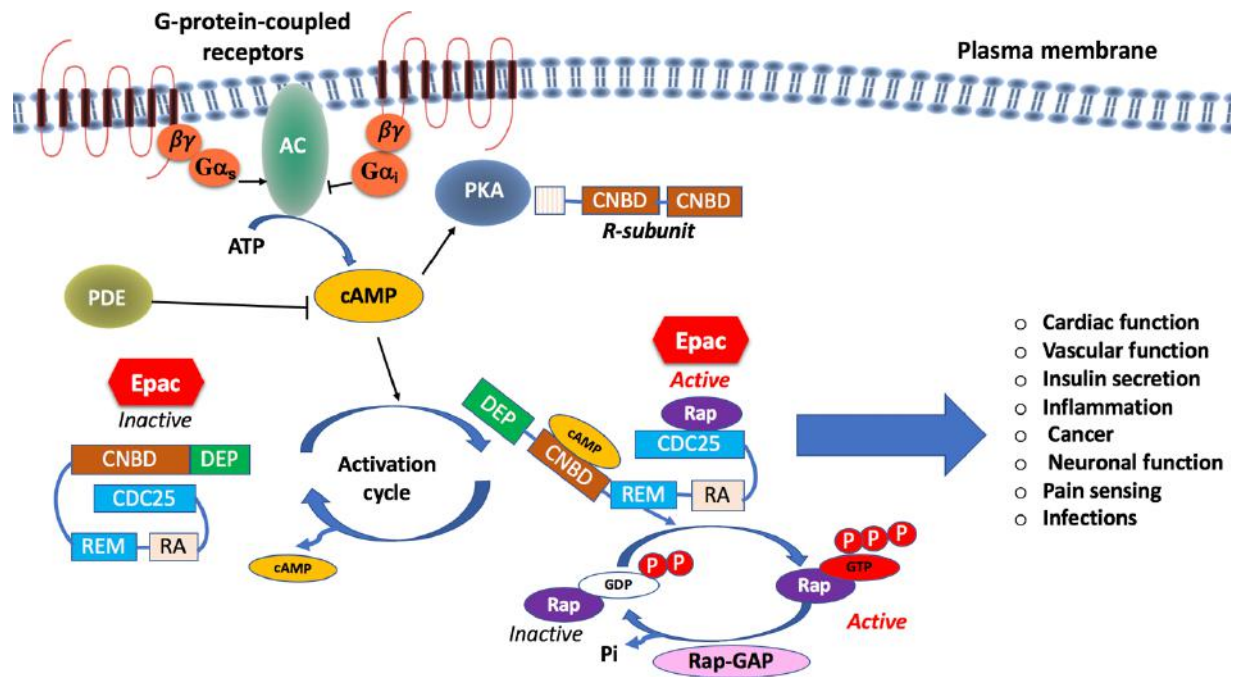 G-protein-coupled
receptors
Plasma membrane
βγ
Gαs
AC
βγ
Gαi
PKA
CNBD
CNBD
R-subunit
ATP
PDE
cAMP
Epac
Inactive
CNBD
DEP
CDC25
REM
RA
Activation
cycle
cAMP
DEP
cAMP
CNBD
REM
RA
Epac
Active
Rap
CDC25
P P
GDP
Rap
Inactive
P P P
GTP
Rap
Active
Pi
Rap-GAP
○ Cardiac function
○ Vascular function
○ Insulin secretion
○ Inflammation
○ Cancer
○ Neuronal function
○ Pain sensing
○ Infections